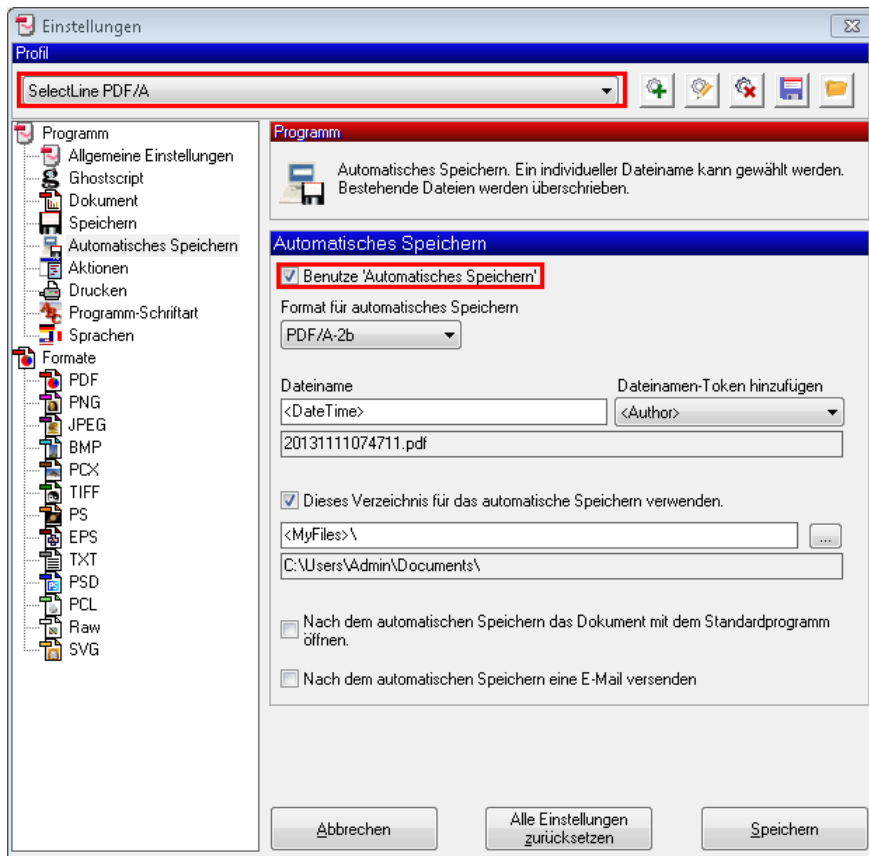 Einstellungen
Profil
SelectLine PDF/A
Programm
Allgemeine Einstellungen
Ghostscript
Dokument
Speichern
Automatisches Speichern
Aktionen
Drucken
Programm-Schriftart
Sprachen
Formate
PDF
PNG
JPEG
BMP
PCX
TIFF
PS
EPS
TXT
PSD
PCL
Raw
SVG
Programm
Automatisches Speichern. Ein individueller Dateiname kann gewählt werden.
Bestehende Dateien werden überschrieben.
Automatisches Speichern
Benutze 'Automatisches Speichern'
Format für automatisches Speichern
PDF/A-2b
Dateiname
Dateinamen-Token hinzufügen
<DateTime>
<Author>
20131111074711.pdf
Dieses Verzeichnis für das automatische Speichern verwenden.
<MyFiles>\
...
C:\Users\Admin\Documents\
Nach dem automatischen Speichern das Dokument mit dem Standardprogramm
öffnen.
Nach dem automatischen Speichern eine E-Mail versenden
Abbrechen
Alle Einstellungen
zurücksetzen
Speichern